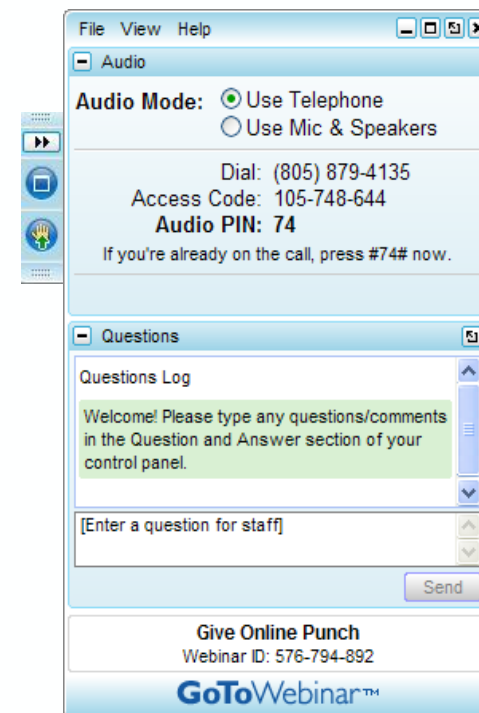 File View Help
Audio
Audio Mode: Use Telephone
Use Mic & Speakers
Dial: (805) 879-4135
Access Code: 105-748-644
Audio PIN: 74
If you're already on the call, press #74# now.
Questions
Questions Log
Welcome! Please type any questions/comments
in the Question and Answer section of your
control panel.
[Enter a question for staff]
Send
Give Online Punch
Webinar ID: 576-794-892
GoToWebinar™